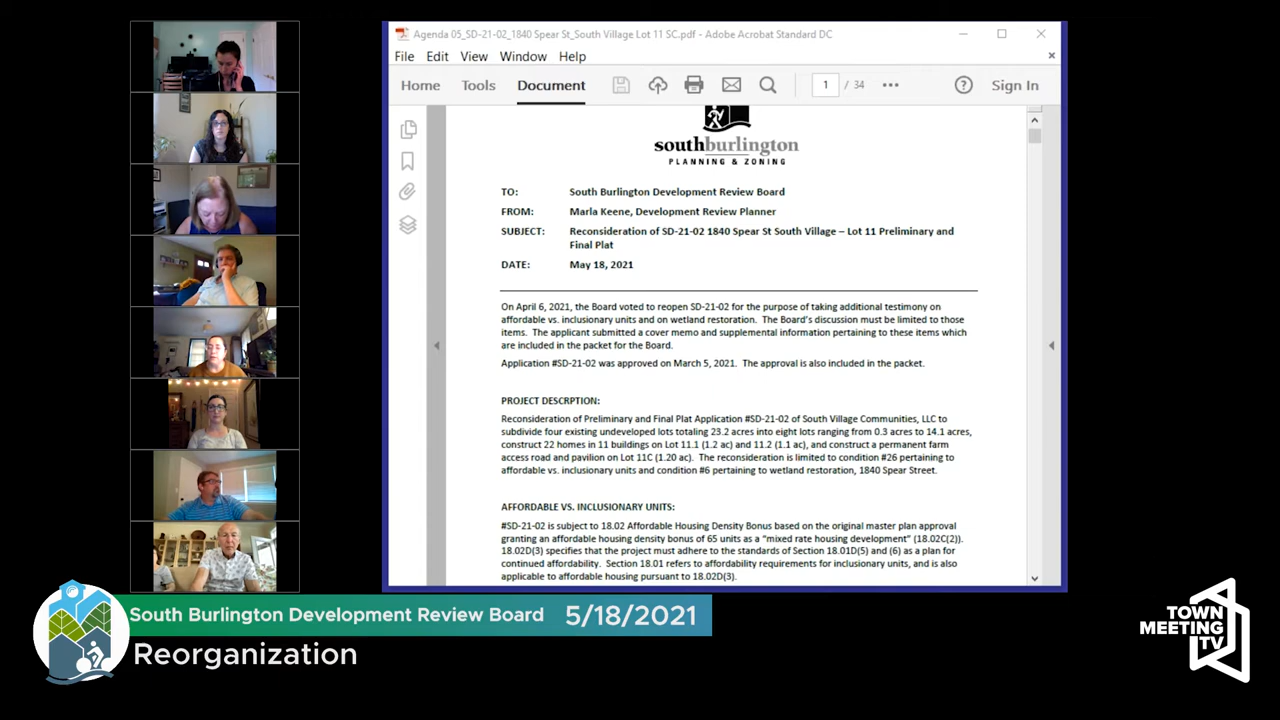 Agenda 05_SD-21-02_1840 Spear St_South Village Lot 11 SC.pdf - Adobe Acrobat Standard DC
File Edit View Window Help
Home Tools Document 1 / 34 Sign In
southburlington
PLANNING & ZONING
TO: South Burlington Development Review Board
FROM: Marla Keene, Development Review Planner
SUBJECT: Reconsideration of SD-21-02 1840 Spear St South Village – Lot 11 Preliminary and
Final Plat
DATE: May 18, 2021
On April 6, 2021, the Board voted to reopen SD-21-02 for the purpose of taking additional testimony on
affordable vs. inclusionary units and on wetland restoration. The Board's discussion must be limited to those
items. The applicant submitted a cover memo and supplemental information pertaining to these items which
are included in the packet for the Board.
Application #SD-21-02 was approved on March 5, 2021. The approval is also included in the packet.
PROJECT DESCRPTION:
Reconsideration of Preliminary and Final Plat Application #SD-21-02 of South Village Communities, LLC to
subdivide four existing undeveloped lots totaling 23.2 acres into eight lots ranging from 0.3 acres to 14.1 acres,
construct 22 homes in 11 buildings on Lot 11.1 (1.2 ac) and 11.2 (1.1 ac), and construct a permanent farm
access road and pavilion on Lot 11C (1.20 ac). The reconsideration is limited to condition #26 pertaining to
affordable vs. inclusionary units and condition #6 pertaining to wetland restoration, 1840 Spear Street.
AFFORDABLE VS. INCLUSIONARY UNITS:
#SD-21-02 is subject to 18.02 Affordable Housing Density Bonus based on the original master plan approval
granting an affordable housing density bonus of 65 units as a “mixed rate housing development” (18.02C(2)).
18.02D(3) specifies that the project must adhere to the standards of Section 18.01D(5) and (6) as a plan for
continued affordability. Section 18.01 refers to affordability requirements for inclusionary units, and is also
applicable to affordable housing pursuant to 18.02D(3).
South Burlington Development Review Board 5/18/2021
Reorganization
TOWN
MEETING
TV